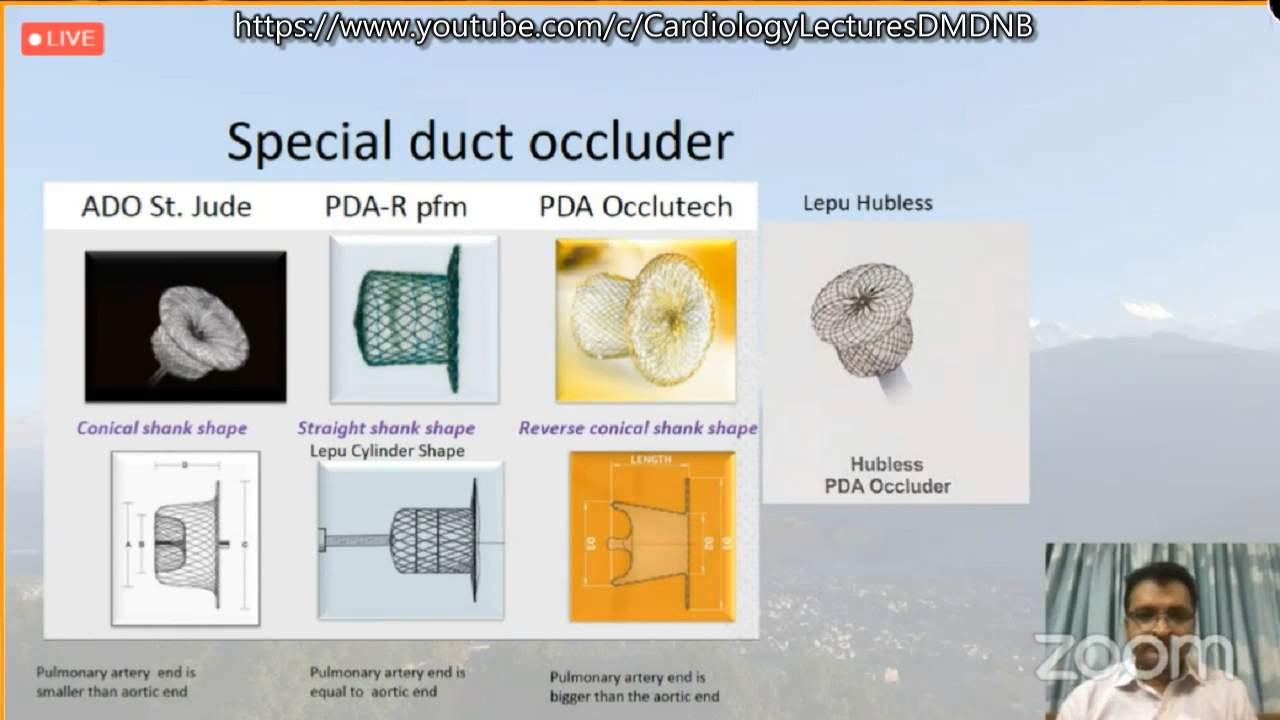 LIVE
https://www.youtube.com/c/CardiologyLecturesDMDNB
Special duct occluder
ADO St. Jude
PDA-R pfm
PDA Occlutech
Lepu Hubless
Conical shank shape
Straight shank shape
Reverse conical shank shape
Lepu Cylinder Shape
Hubless
PDA Occluder
D
A
B
C
LENGTH
D3
D2
D1
Pulmonary artery end is
smaller than aortic end
Pulmonary artery end is
equal to aortic end
Pulmonary artery end is
bigger than the aortic end
zoom